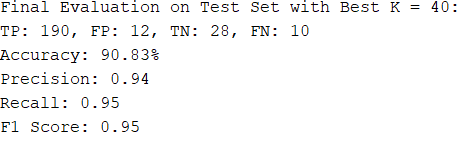 Final Evaluation on Test Set with Best K = 40:
TP: 190, FP: 12, TN: 28, FN: 10
Accuracy: 90.83%
Precision: 0.94
Recall: 0.95
F1 Score: 0.95